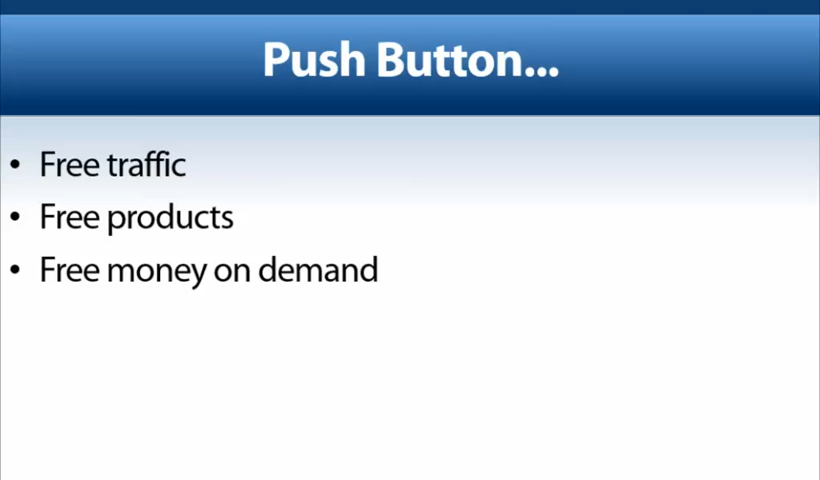 Push Button...
• Free traffic
• Free products
• Free money on demand